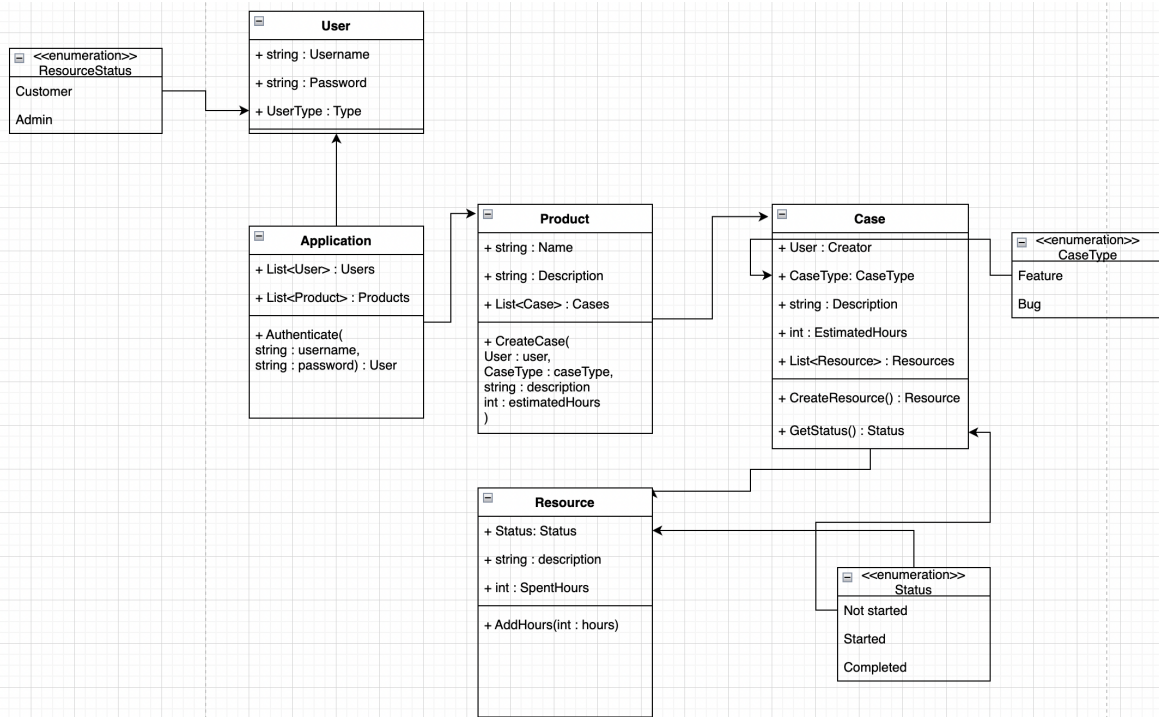 User
+ string : Username
+ string : Password
+ UserType : Type
<<enumeration>>
ResourceStatus
Customer
Admin
Application
+ List<User> : Users
+ List<Product> : Products
+ Authenticate(
string : username,
string : password) : User
Product
+ string : Name
+ string : Description
+ List<Case> : Cases
+ CreateCase(
User : user,
CaseType : caseType,
string : description
int : estimatedHours
)
Case
+ User : Creator
+ CaseType: CaseType
+ string : Description
+ int : EstimatedHours
+ List<Resource> : Resources
+ CreateResource() : Resource
+ GetStatus() : Status
<<enumeration>>
CaseType
Feature
Bug
Resource
+ Status: Status
+ string : description
+ int : SpentHours
+ AddHours(int : hours)
<<enumeration>>
Status
Not started
Started
Completed